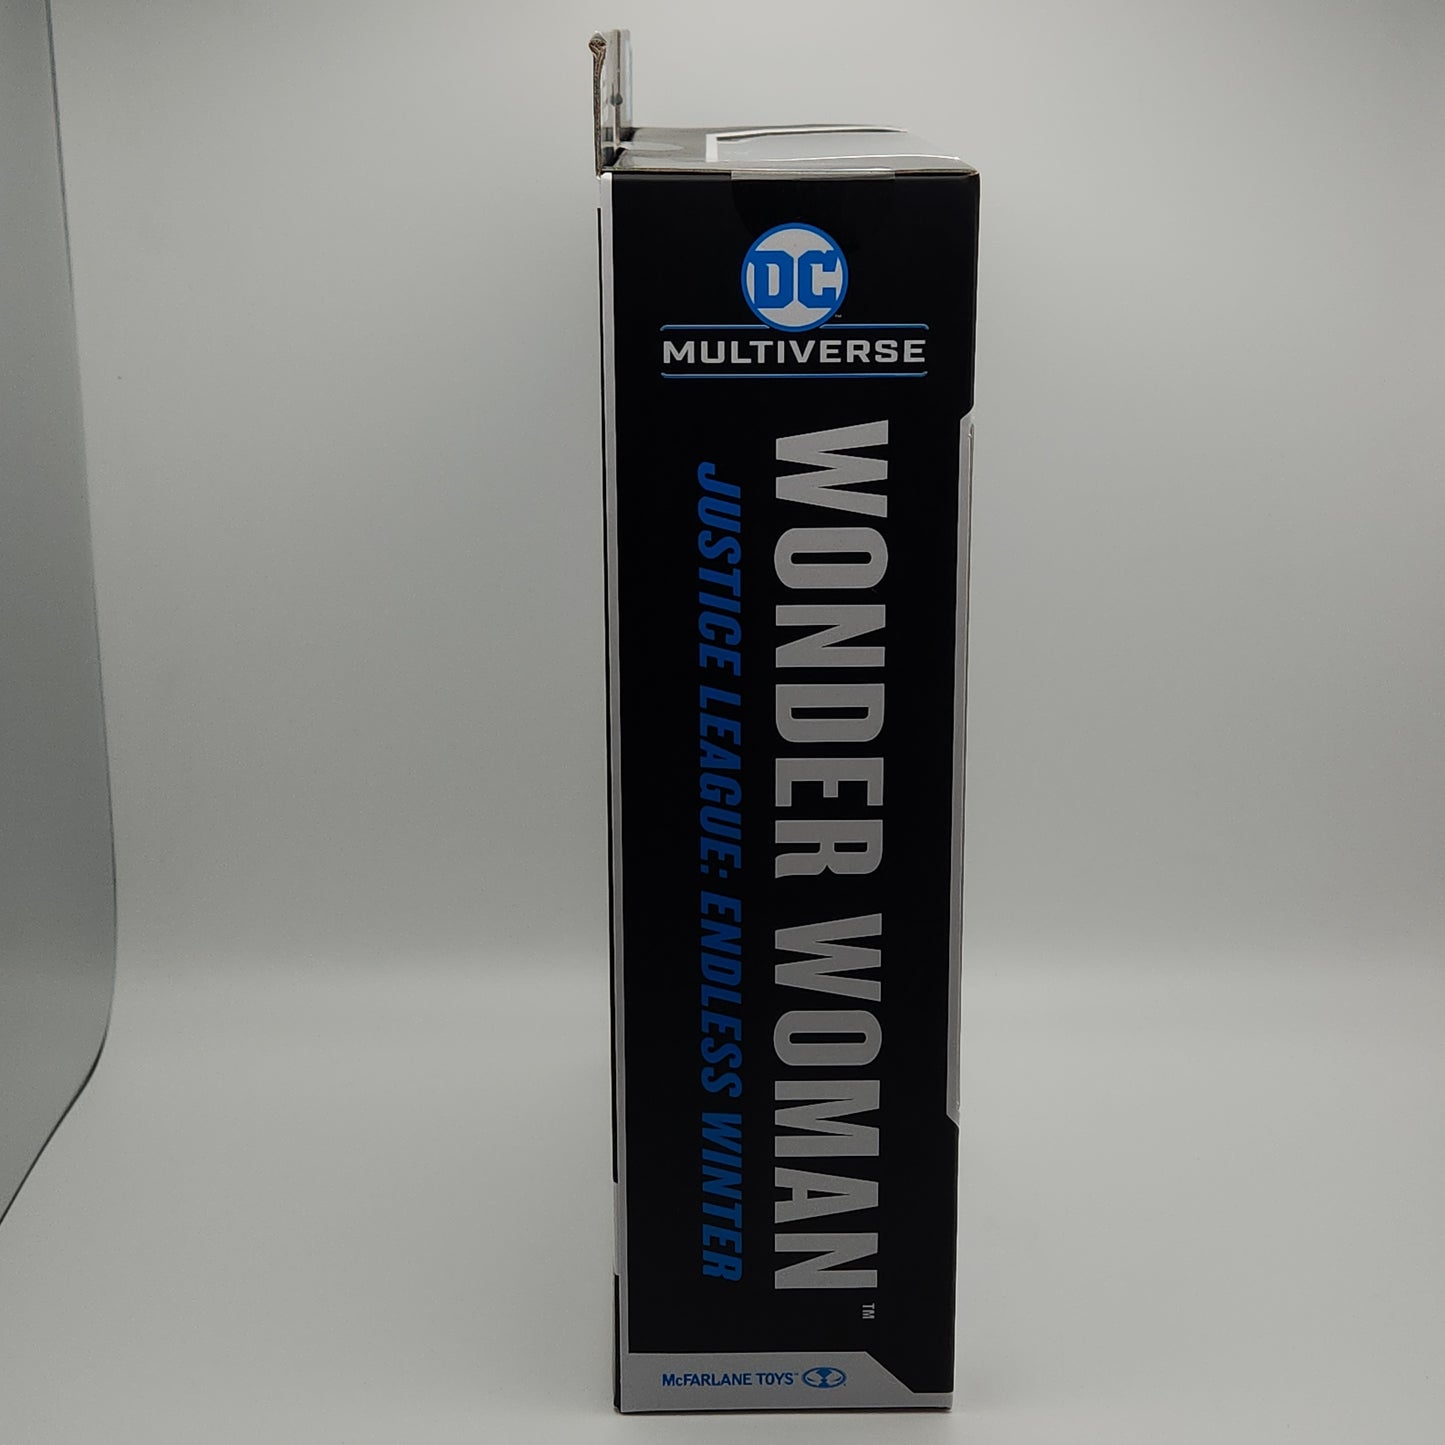 DC
MULTIVERSE
WONDER WOMAN™
JUSTICE LEAGUE: ENDLESS WINTER
McFARLANE TOYS™